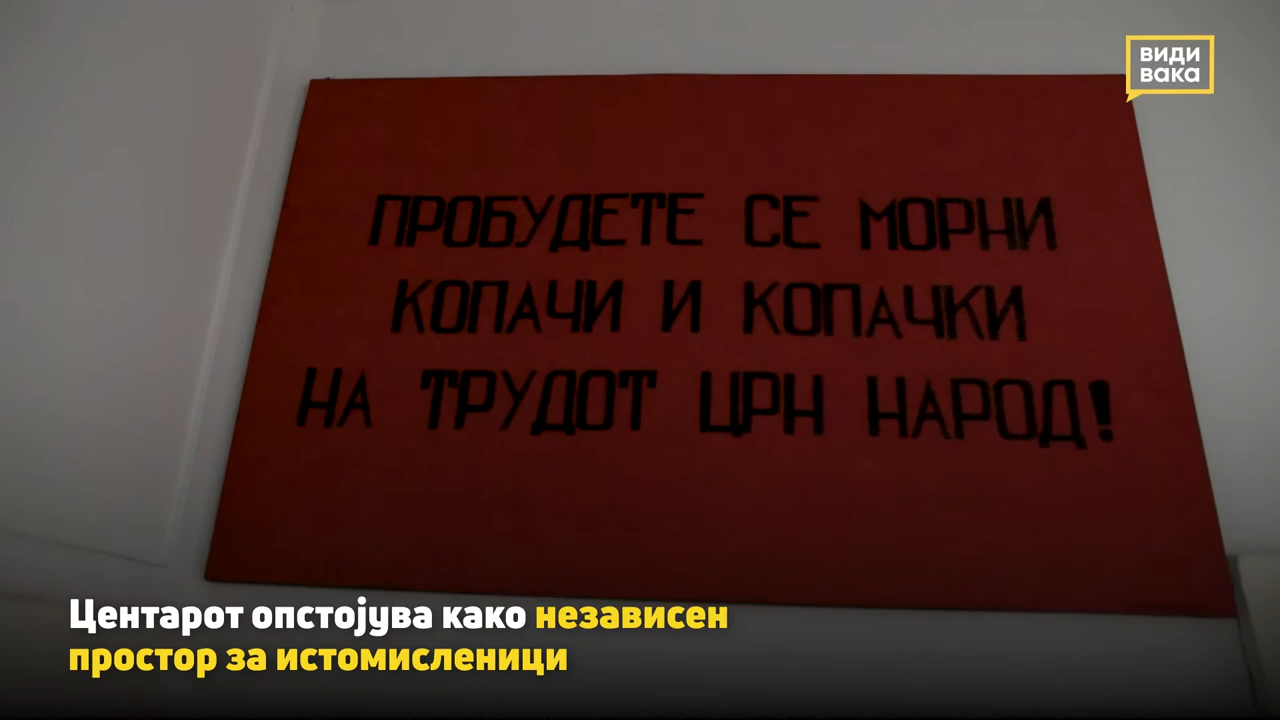 види
вака
ПРОБУДЕТЕ СЕ МОРНИ
КОПАЧИ И КОПАЧКИ
НА ТРУДОТ ЦРН НАРОД!
Центарот опстојува како независен
простор за истомисленици